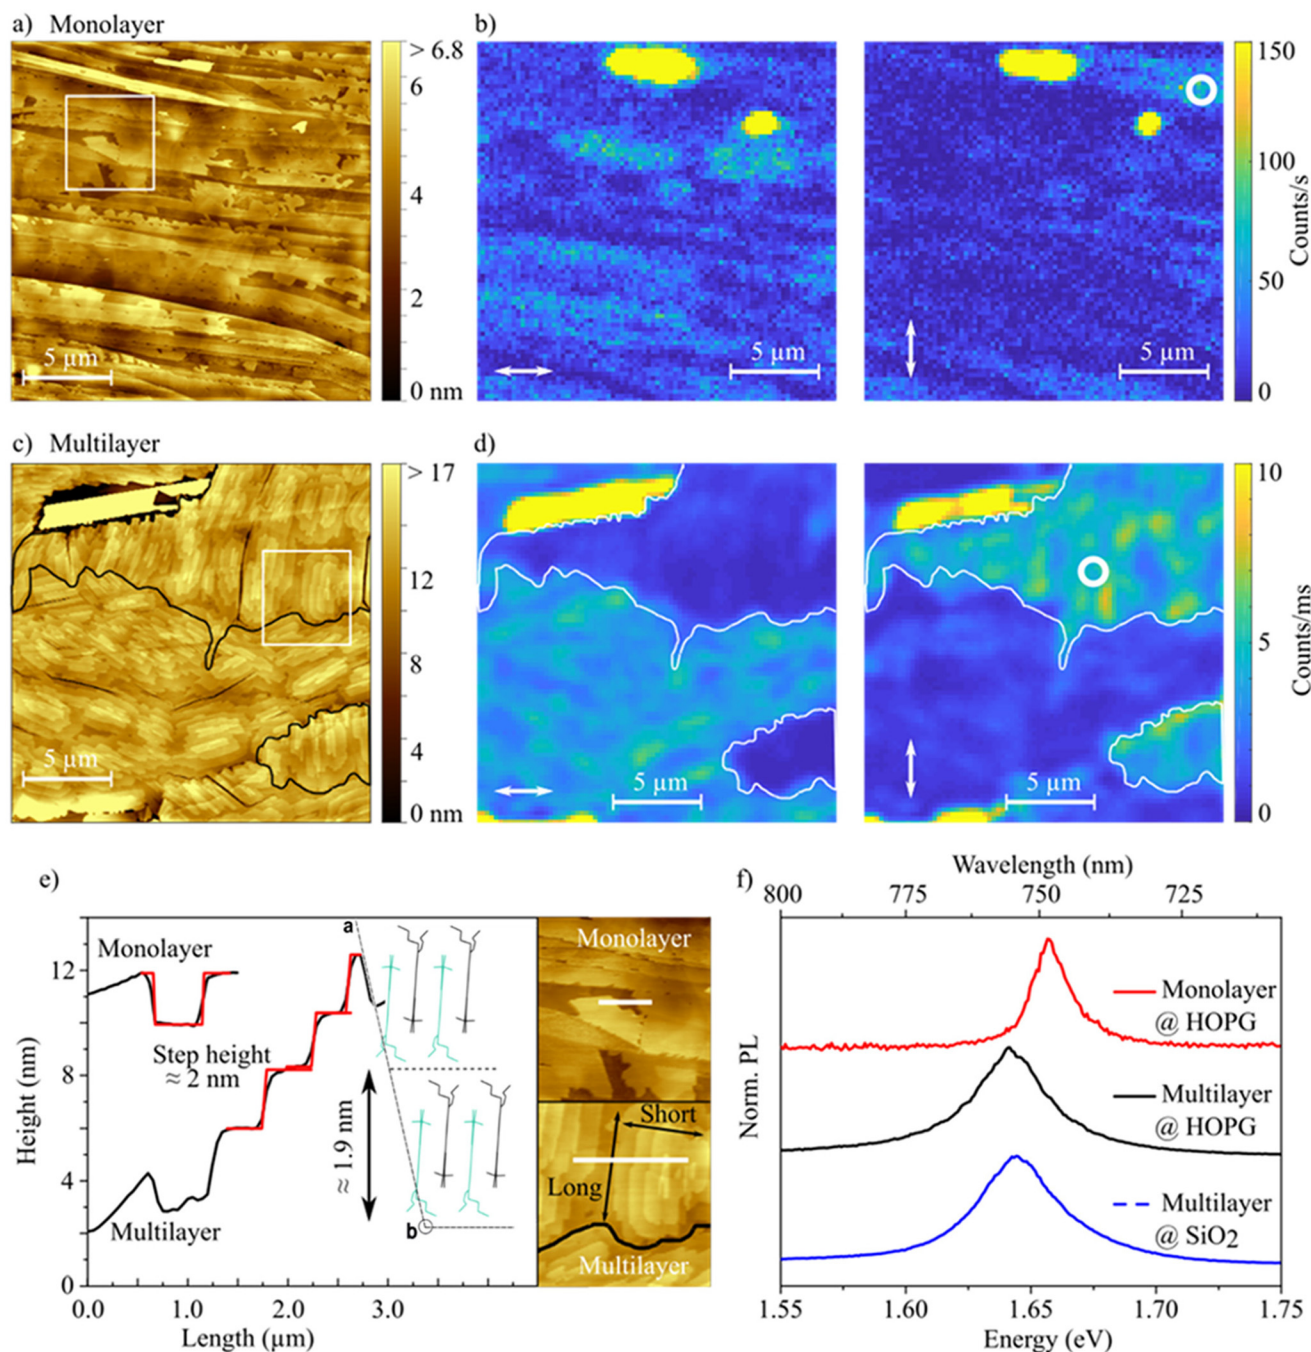 a) Monolayer
> 6.8
6
4
2
0 nm
5 µm
b)
5 µm
5 µm
150
100
50
0
Counts/s
c) Multilayer
> 17
12
8
4
0 nm
5 µm
d)
5 µm
5 µm
10
5
0
Counts/ms
e)
Height (nm)
12
8
4
0
0.0 1.0 2.0 3.0
Length (µm)
Monolayer
Step height
≈ 2 nm
Multilayer
≈ 1.9 nm
a
b
Monolayer
Short
Long
Multilayer
f)
Wavelength (nm)
800 775 750 725
Norm. PL
Monolayer
@ HOPG
Multilayer
@ HOPG
Multilayer
@ SiO2
1.55 1.60 1.65 1.70 1.75
Energy (eV)